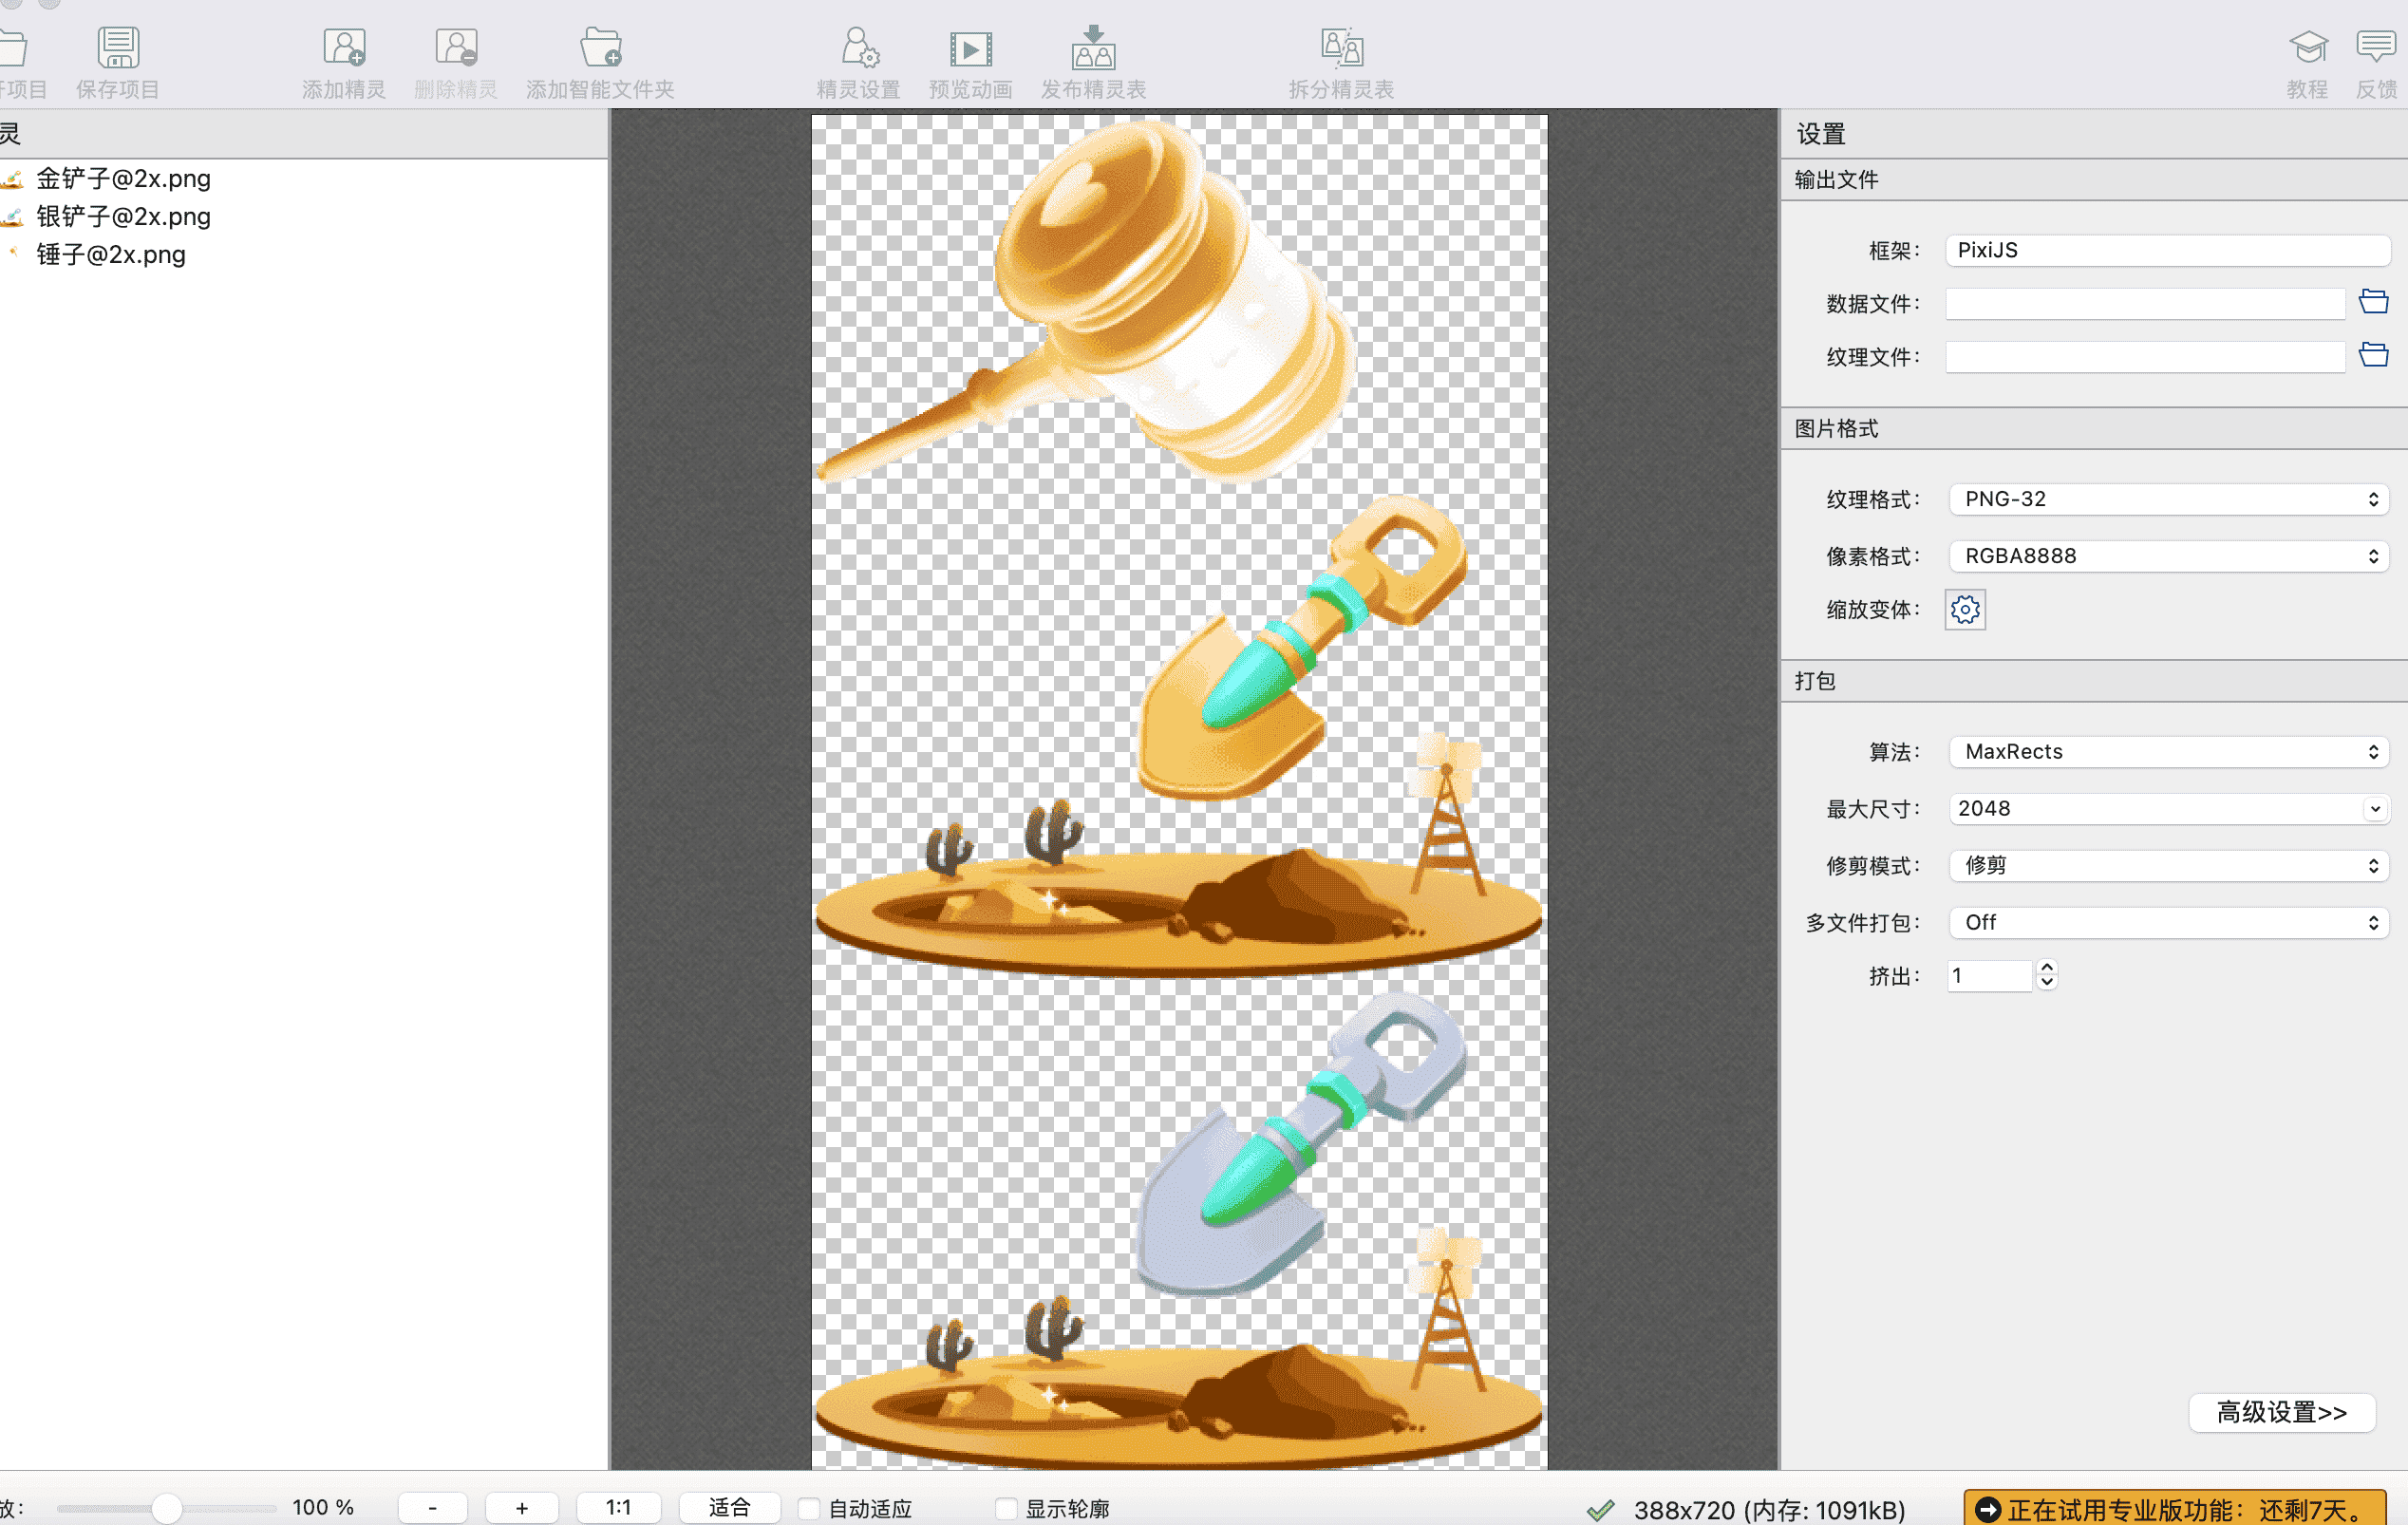 项目
保存项目
添加精灵
删除精灵
添加智能文件夹
精灵设置
预览动画
发布精灵表
拆分精灵表
教程
反馈
灵
金铲子@2x.png
银铲子@2x.png
锤子@2x.png
设置
输出文件
框架：
PixiJS
数据文件：
纹理文件：
图片格式
纹理格式：
PNG-32
像素格式：
RGBA8888
缩放变体：
打包
算法：
MaxRects
最大尺寸：
2048
修剪模式：
修剪
多文件打包：
Off
挤出：
1
高级设置>>
放：
100 %
-
+
1:1
适合
自动适应
显示轮廓
388x720 (内存: 1091kB)
正在试用专业版功能：还剩7天。